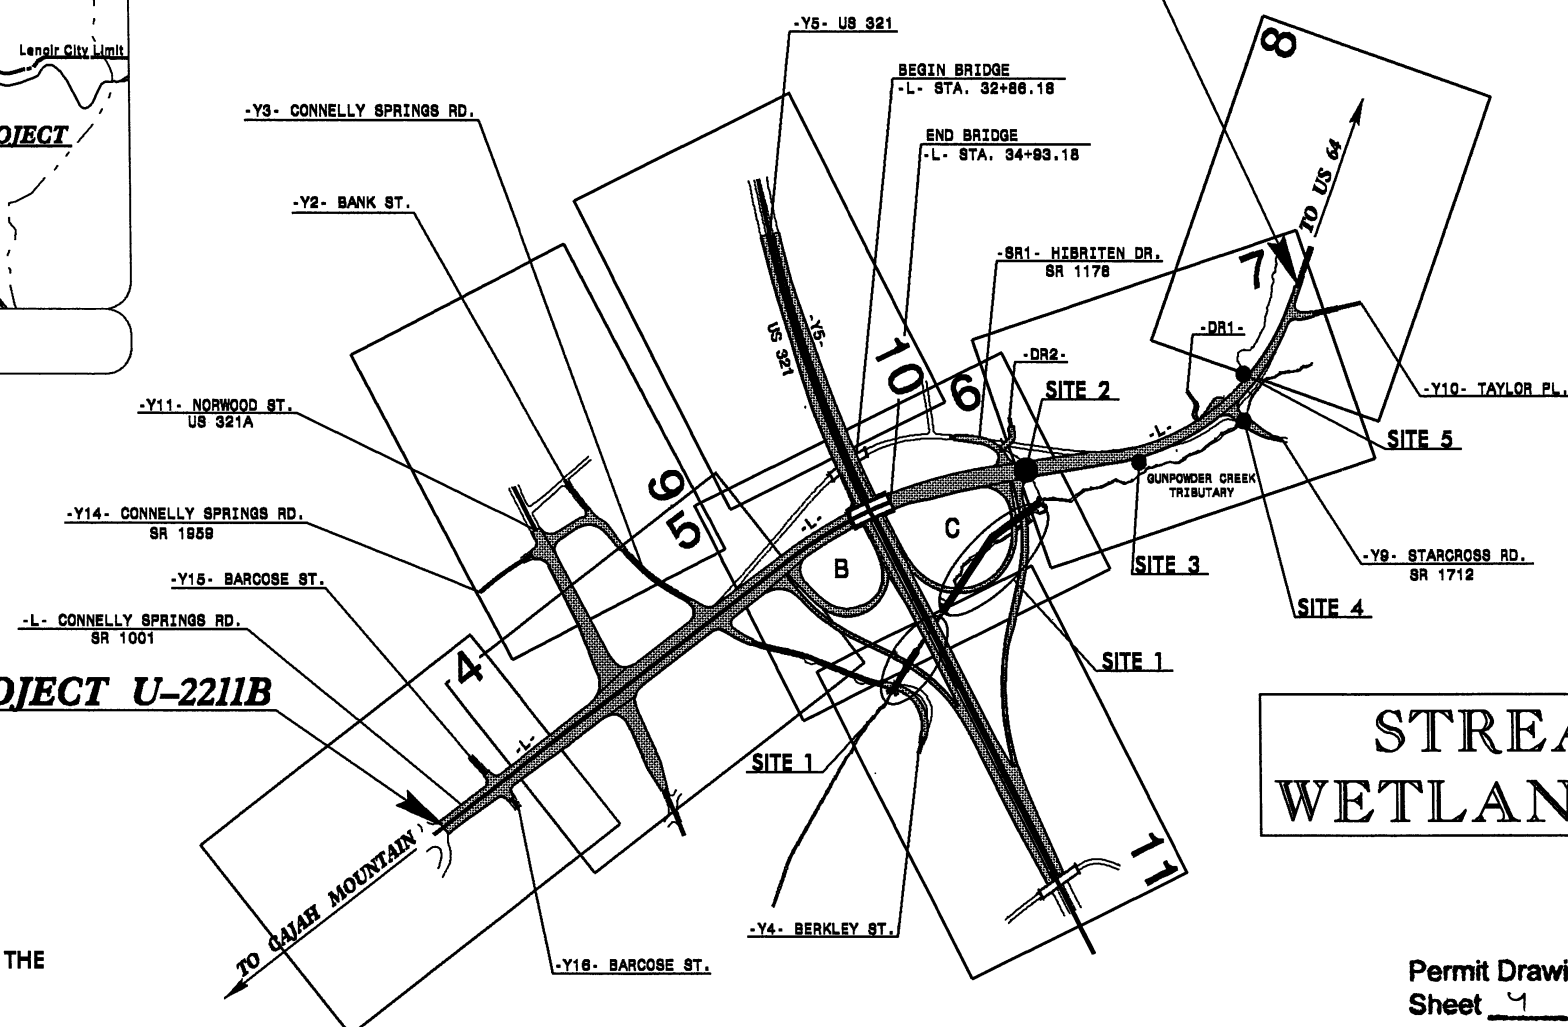 -Y5- US 321
8
Lenoir City Limit
BEGIN BRIDGE
-L- STA. 32+86.18
-Y3- CONNELLY SPRINGS RD.
OJECT
END BRIDGE
-L- STA. 34+93.18
TO US 64
-Y2- BANK ST.
-SR1- HIBRITEN DR.
SR 1178
7
-Y5-
US 321
-DR1-
10
-DR2-
6
SITE 2
-Y10- TAYLOR PL.
-Y11- NORWOOD ST.
US 321A
-L-
SITE 5
9
GUNPOWDER CREEK
TRIBUTARY
-Y14- CONNELLY SPRINGS RD.
SR 1959
5
-L-
C
B
SITE 3
-Y9- STARCROSS RD.
SR 1712
-Y15- BARCOSE ST.
SITE 4
-L- CONNELLY SPRINGS RD.
SR 1001
4
SITE 1
OJECT U-2211B
-L-
SITE 1
STREA
WETLAN
TO CAJAH MOUNTAIN
11
-Y4- BERKLEY ST.
THE
-Y16- BARCOSE ST.
Permit Drawi
Sheet 4